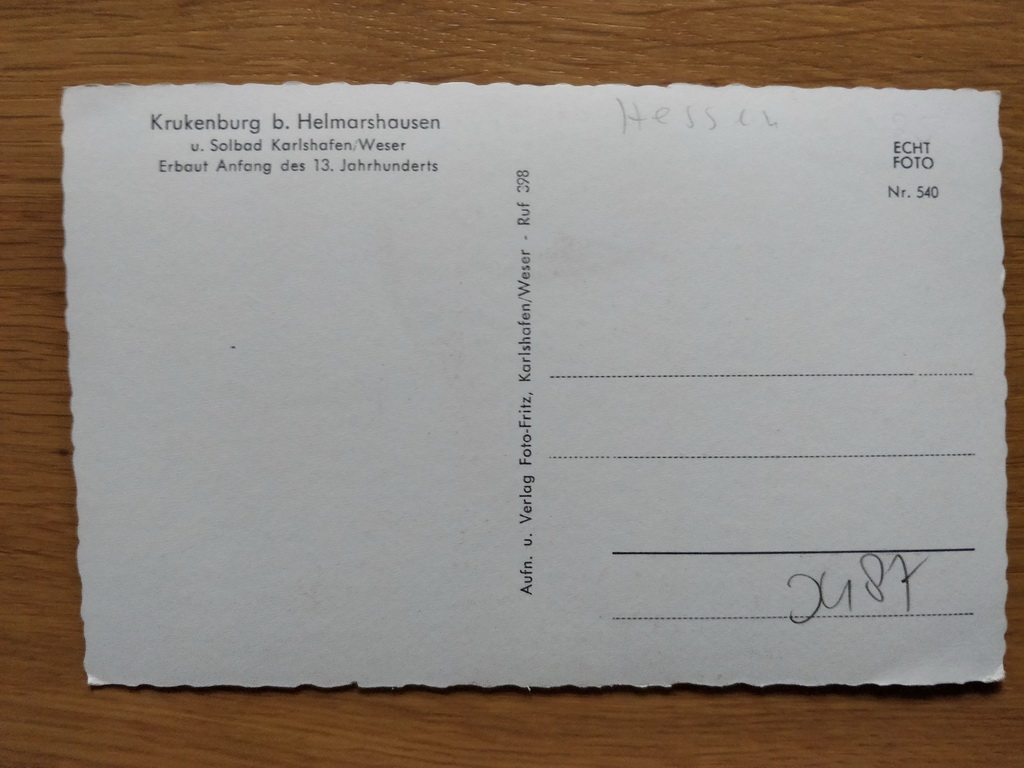 Krukenburg b. Helmarshausen
u. Solbad Karlshafen/Weser
Erbaut Anfang des 13. Jahrhunderts
Aufn. u. Verlag Foto-Fritz, Karlshafen/Weser - Ruf 398
Hessen
ECHT
FOTO
Nr. 540